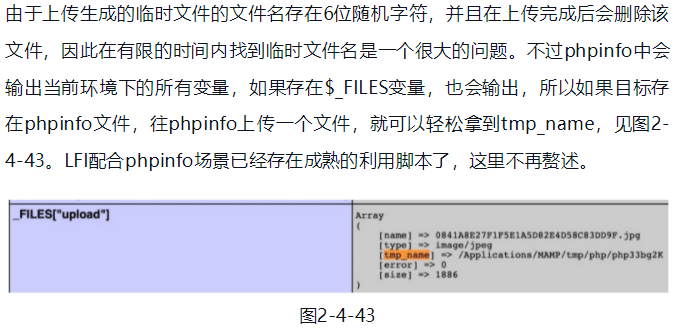 由于上传生成的临时文件的文件名存在6位随机字符，并且在上传完成后会删除该
文件，因此在有限的时间内找到临时文件名是一个很大的问题。不过phpinfo中会
输出当前环境下的所有变量，如果存在$_FILES变量，也会输出，所以如果目标存
在phpinfo文件，往phpinfo上传一个文件，就可以轻松拿到tmp_name，见图2-
4-43。LFI配合phpinfo场景已经存在成熟的利用脚本了，这里不再赘述。
_FILES["upload"]
Array
(
[name] => 0841A8E27F1F5E1A5D82E4D58C83DD9F.jpg
[type] => image/jpeg
[tmp_name] => /Applications/MAMP/tmp/php/php33bg2K
[error] => 0
[size] => 1886
)
图2-4-43